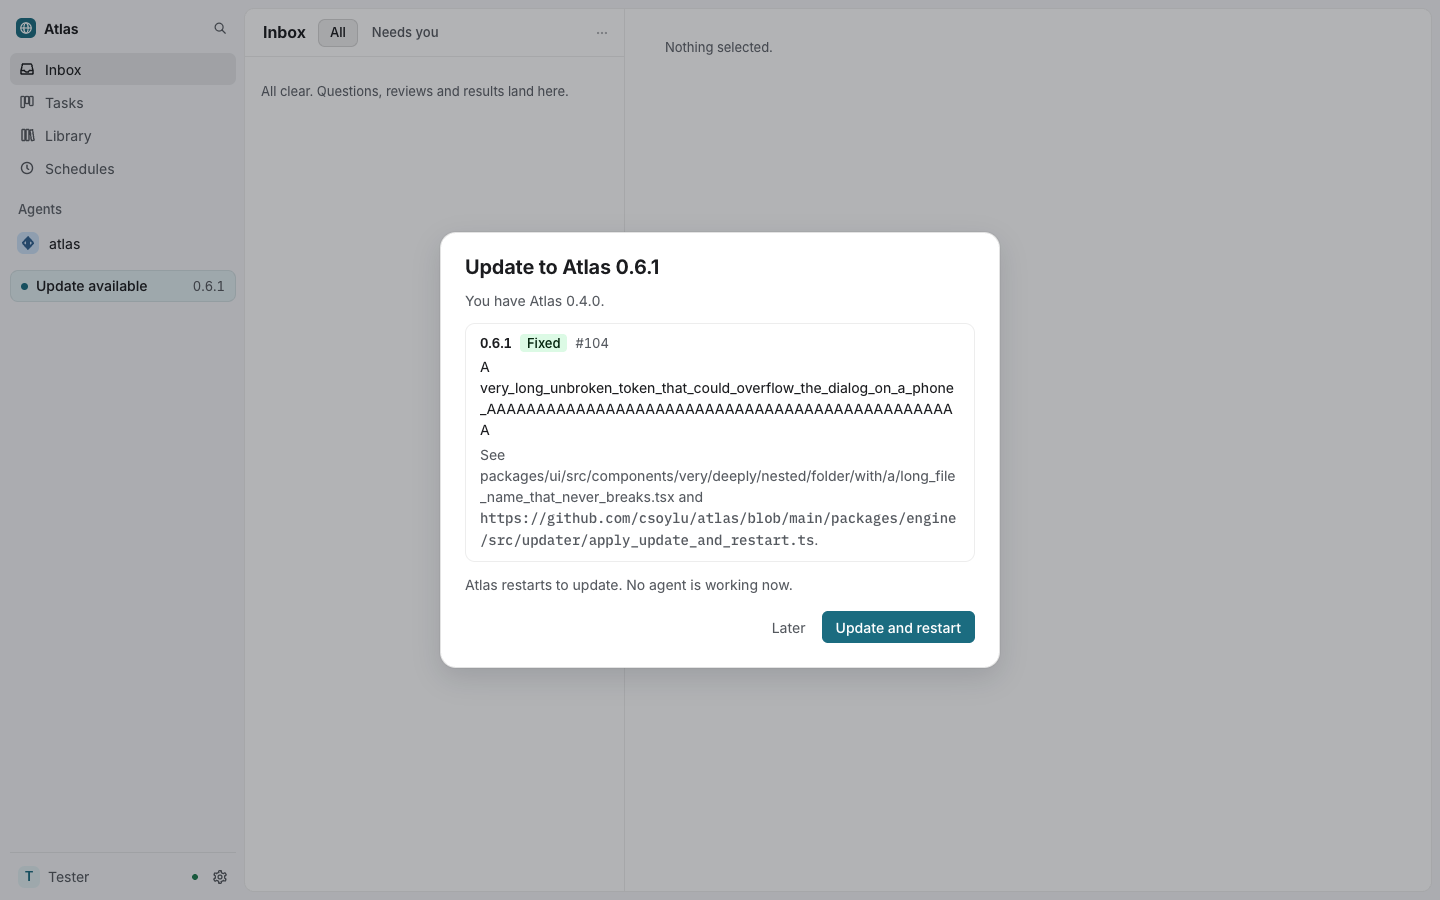 Atlas
Inbox
Tasks
Library
Schedules
Agents
atlas
Update available 0.6.1
Tester
T
Inbox All Needs you
All clear. Questions, reviews and results land here.
Nothing selected.
Update to Atlas 0.6.1
You have Atlas 0.4.0.
0.6.1 Fixed #104
A
very_long_unbroken_token_that_could_overflow_the_dialog_on_a_phone
_AAAAAAAAAAAAAAAAAAAAAAAAAAAAAAAAAAAAAAAAAAAAAAA
A
See
packages/ui/src/components/very/deeply/nested/folder/with/a/long_file
_name_that_never_breaks.tsx and
https://github.com/csoylu/atlas/blob/main/packages/engine
/src/updater/apply_update_and_restart.ts.
Atlas restarts to update. No agent is working now.
Later Update and restart